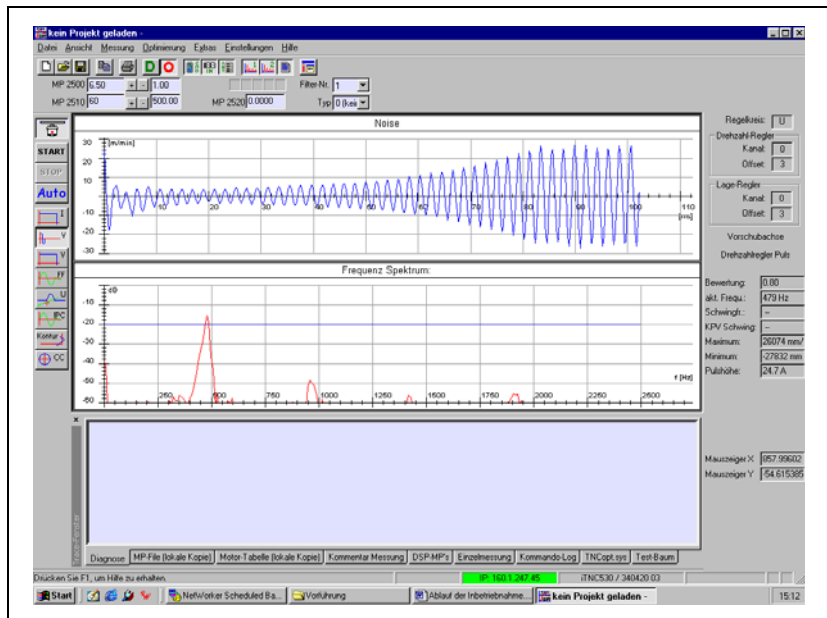 kein Projekt geladen -
Datei Ansicht Messung Optimierung Extras Einstellungen Hilfe
MP 2500 6.50 + - 1.00 Filter-Nr. 1
MP 2510 60 + - 500.00 MP 2520 0.0000 Typ 0 (kei
START
STOP
Auto
I
V
V
FF
U
IPC
Kontur
CC
Noise
[m/min]
30
20
10
-10
-20
-30
10 20 30 40 50 60 70 80 90 100 110
[ms]
Frequenz Spektrum:
dB
-10
-20
-30
-40
-50
-60
f [Hz]
250 500 750 1000 1250 1500 1750 2000 2250 2500
Regelkreis: U
Drehzahl-Regler
Kanal: 0
Offset: 3
Lage-Regler
Kanal: 0
Offset: 3
Vorschubachse
Drehzahlregler Puls
Bewertung: 0.00
akt. Frequ.: 479 Hz
Schwingfr.: –
KPV Schwing: –
Maximum: 26074 mm/
Minimum: -27832 mm
Pulshöhe: 24.7 A
Mauszeiger X 857.99602
Mauszeiger Y -54.615385
Trace-Fenster
Diagnose MP-File (lokale Kopie) Motor-Tabelle (lokale Kopie) Kommentar Messung DSP-MP's Einzelmessung Kommando-Log TNCopt.sys Test-Baum
Drücken Sie F1, um Hilfe zu erhalten. IP: 160.1.247.45 iTNC530 / 340420 03
Start NetWorker Scheduled Ba... Vorführung Ablauf der Inbetriebnahme... kein Projekt geladen - 15:12